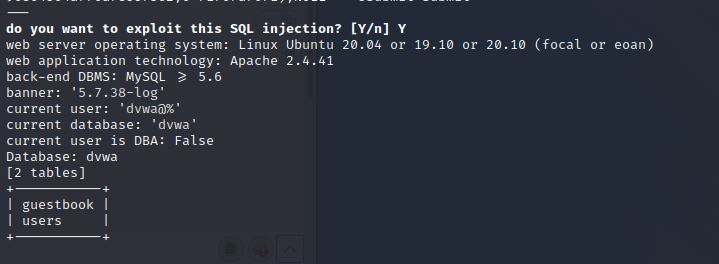 do you want to exploit this SQL injection? [Y/n] Y
web server operating system: Linux Ubuntu 20.04 or 19.10 or 20.10 (focal or eoan)
web application technology: Apache 2.4.41
back-end DBMS: MySQL ≥ 5.6
banner: '5.7.38-log'
current user: 'dvwa@%'
current database: 'dvwa'
current user is DBA: False
Database: dvwa
[2 tables]
+-----------+
| guestbook |
| users     |
+-----------+